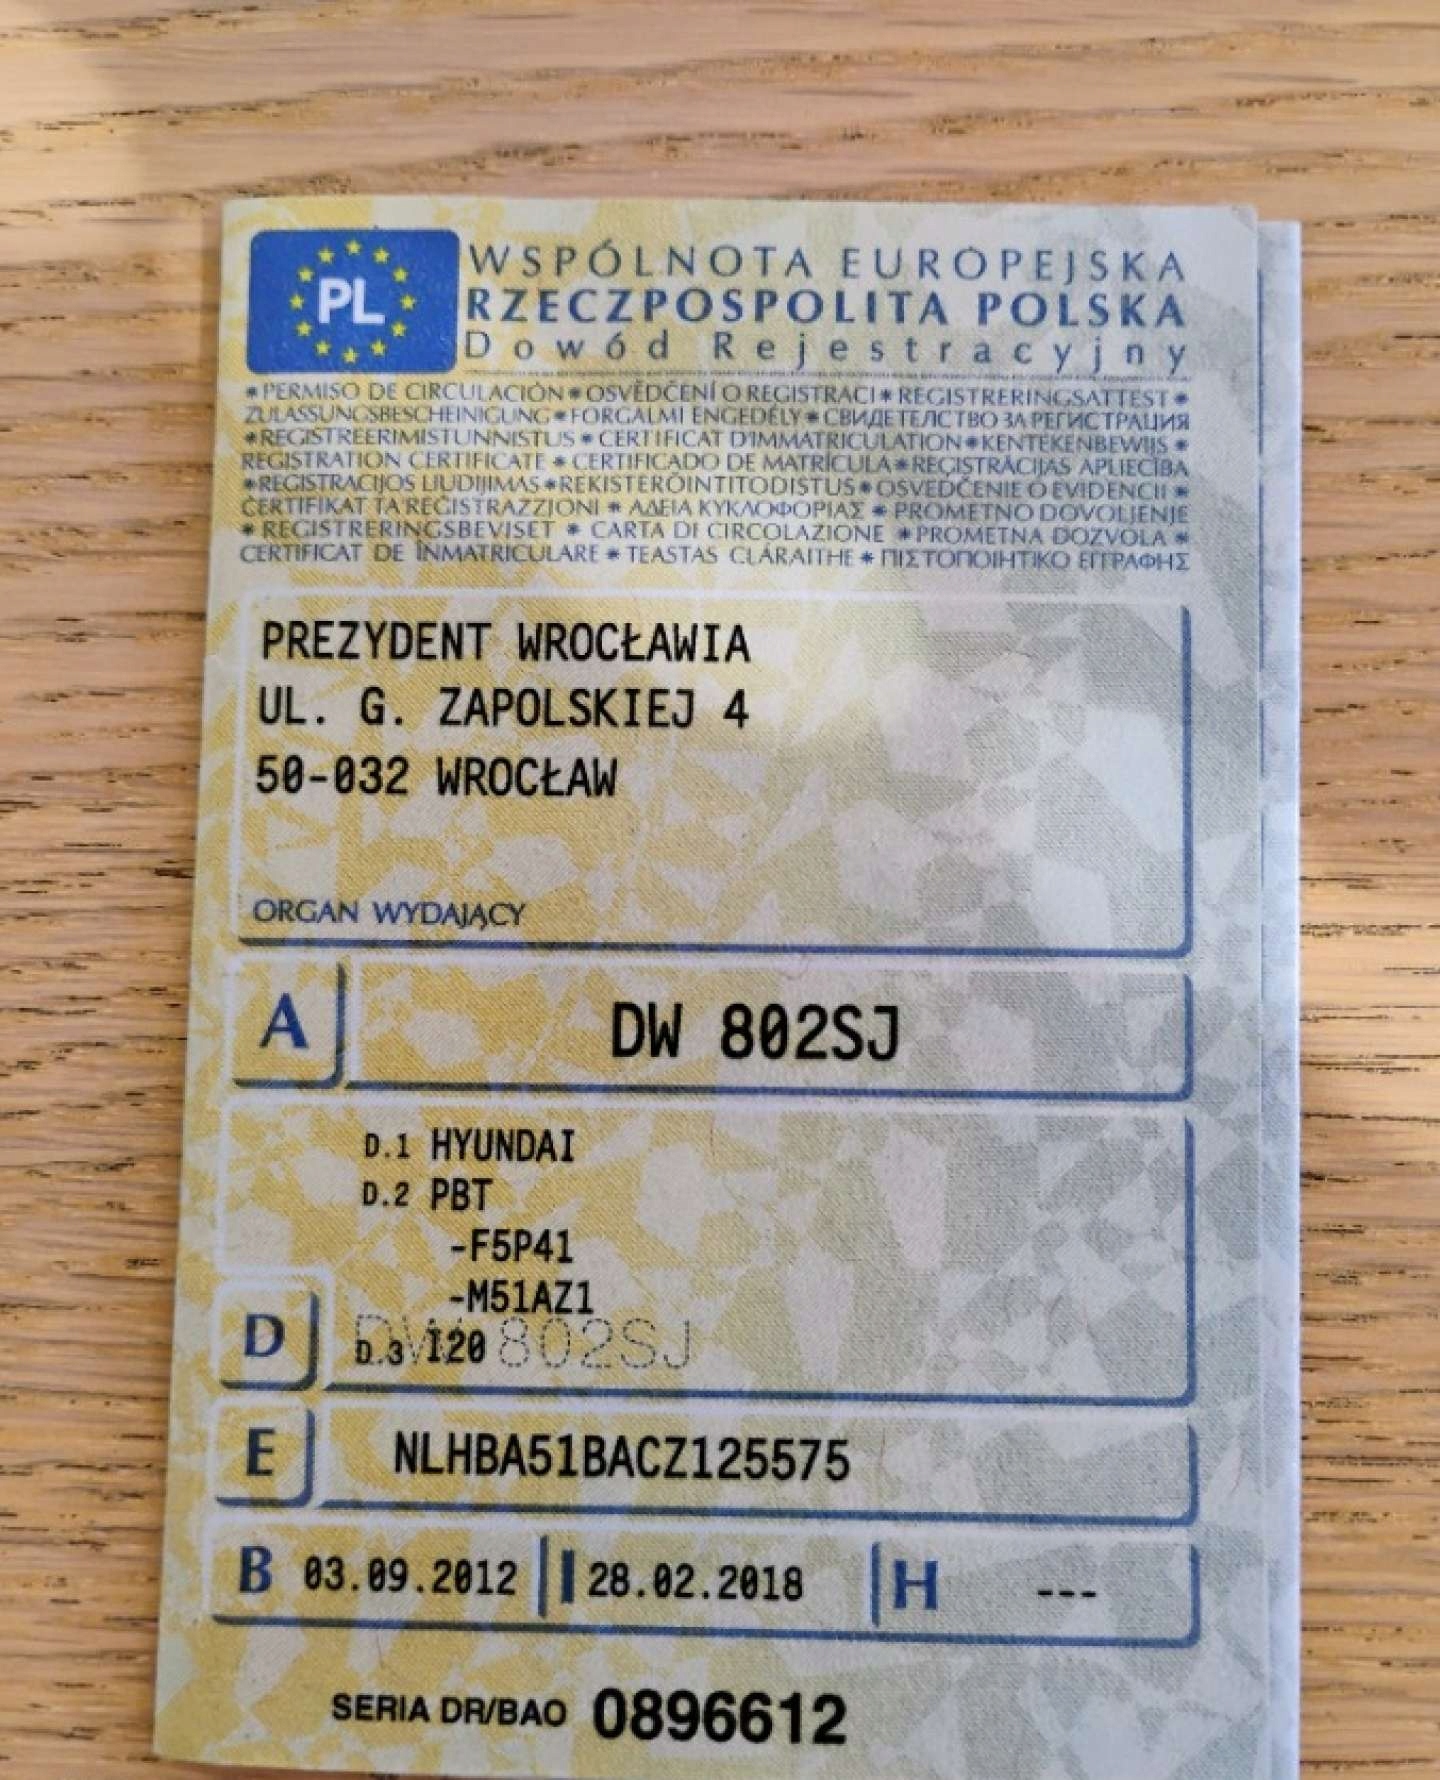 PL
WSPÓLNOTA EUROPEJSKA
RZECZPOSPOLITA POLSKA
Dowód Rejestracyjny
* PERMISO DE CIRCULACIÓN * OSVĚDČENÍ O REGISTRACI * REGISTRERINGSATTEST *
ZULASSUNGSBESCHEINIGUNG * FORGALMI ENGEDÉLY * СВИДЕТЕЛСТВО ЗА РЕГИСТРАЦИЯ
* REGISTREERIMISTUNNISTUS * CERTIFICAT D'IMMATRICULATION * KENTEKENBEWIJS *
REGISTRATION CERTIFICATE * CERTIFICADO DE MATRÍCULA * REĢISTRĀCIJAS APLIECĪBA
* REGISTRACIJOS LIUDIJIMAS * REKISTERÖINTITODISTUS * OSVEDČENIE O EVIDENCII *
ĊERTIFIKAT TA'REĠISTRAZZJONI * ΑΔΕΙΑ ΚΥΚΛΟΦΟΡΙΑΣ * PROMETNO DOVOLJENJE
* REGISTRERINGSBEVISET * CARTA DI CIRCOLAZIONE * PROMETNA DOZVOLA *
CERTIFICAT DE ÎNMATRICULARE * TEASTAS CLÁRAITHE * ΠΙΣΤΟΠΟΙΗΤΙΚΟ ΕΓΓΡΑΦΗΣ
PREZYDENT WROCŁAWIA
UL. G. ZAPOLSKIEJ 4
50-032 WROCŁAW
ORGAN WYDAJĄCY
A DW 802SJ
D.1 HYUNDAI
D.2 PBT
-F5P41
-M51AZ1
D D.3 I20
DW 802SJ
E NLHBA51BACZ125575
B 03.09.2012 I 28.02.2018 H ---
SERIA DR/BAO 0896612